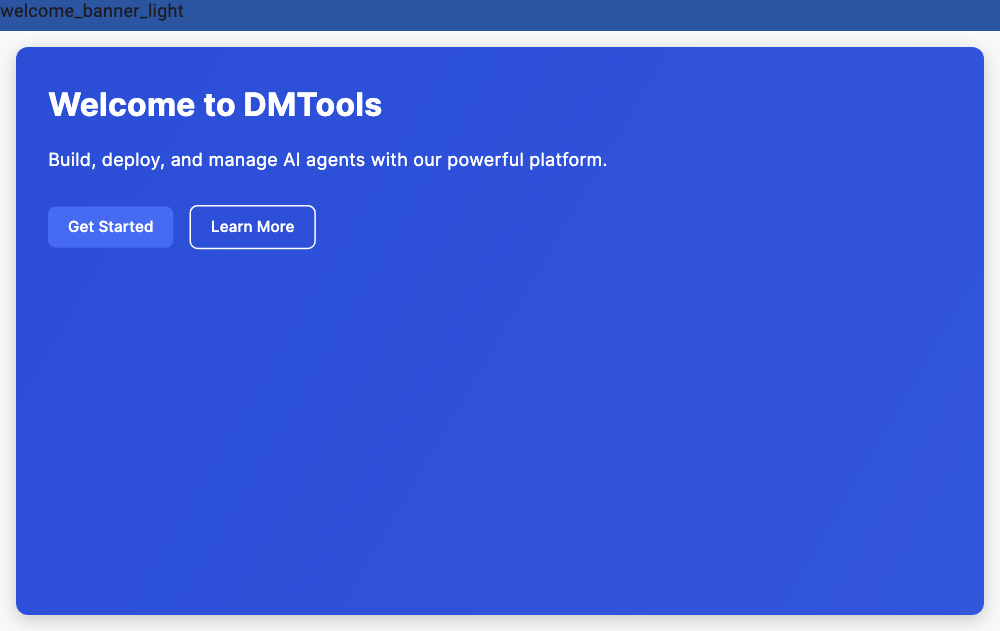 welcome_banner_light
Welcome to DMTools
Build, deploy, and manage AI agents with our powerful platform.
Get Started
Learn More